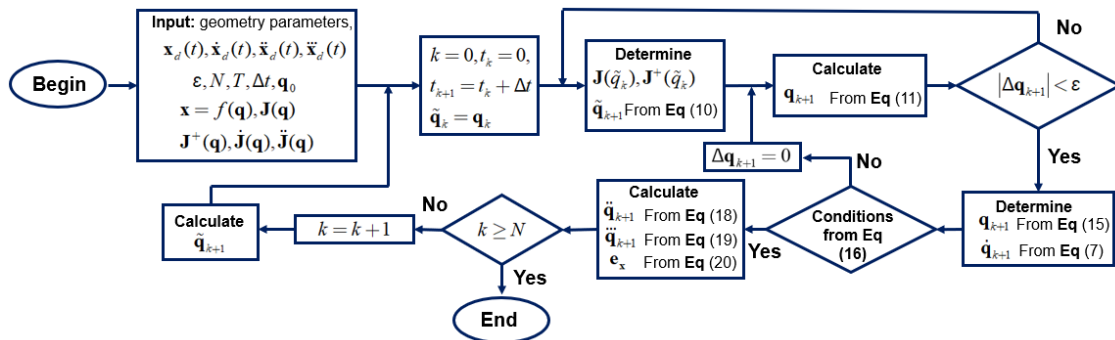 Begin
Input: geometry parameters,
𝐱_d(t), 𝐱̇_d(t), 𝐱̈_d(t), 𝐱⃛_d(t)
ε, N, T, Δt, 𝐪_0
𝐱 = f(𝐪), 𝐉(𝐪)
𝐉⁺(𝐪), 𝐉̇(𝐪), 𝐉̈(𝐪)
k = 0, t_k = 0,
t_{k+1} = t_k + Δt
𝐪̃_k = 𝐪_k
Determine
𝐉(q̃_k), 𝐉⁺(q̃_k)
𝐪̃_{k+1} From Eq (10)
Calculate
𝐪_{k+1} From Eq (11)
No
|Δ𝐪_{k+1}| < ε
Yes
Determine
𝐪_{k+1} From Eq (15)
𝐪̇_{k+1} From Eq (7)
Conditions
from Eq
(16)
No
Δ𝐪_{k+1} = 0
Yes
Calculate
𝐪̈_{k+1} From Eq (18)
𝐪⃛_{k+1} From Eq (19)
𝐞_𝐱 From Eq (20)
k ≥ N
No
k = k + 1
Calculate
𝐪̃_{k+1}
Yes
End